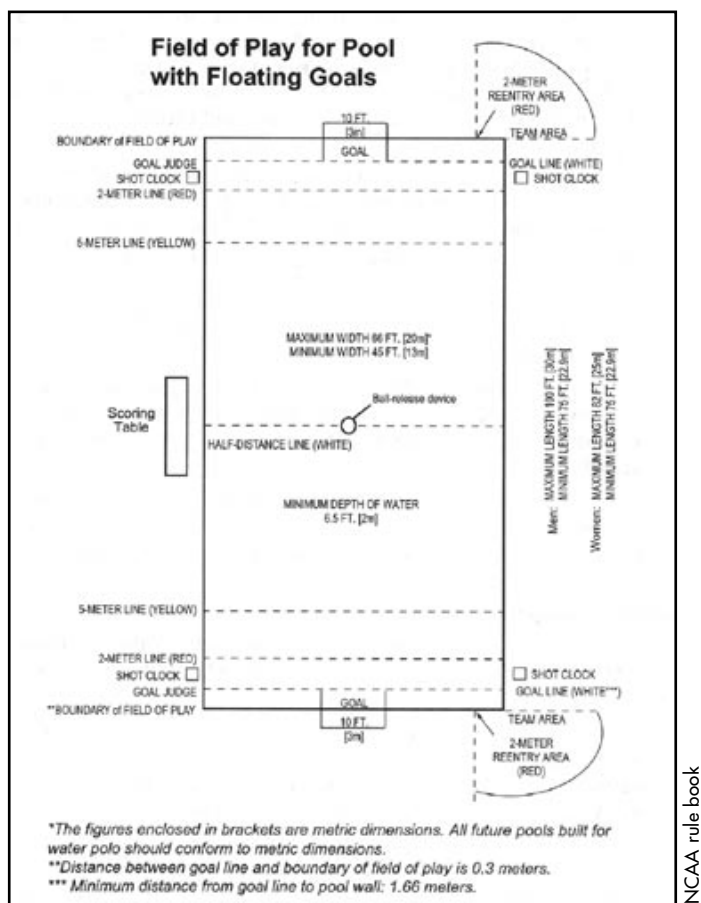 Field of Play for Pool
with Floating Goals
2-METER
REENTRY AREA
(RED)
TEAM AREA
10 FT.
[3m]
GOAL
BOUNDARY of FIELD OF PLAY
GOAL JUDGE
SHOT CLOCK
2-METER LINE (RED)
GOAL LINE (WHITE)
SHOT CLOCK
5-METER LINE (YELLOW)
MAXIMUM WIDTH 66 FT. [20m]*
MINIMUM WIDTH 45 FT. [13m]
Scoring
Table
Ball-release device
HALF-DISTANCE LINE (WHITE)
Men: MAXIMUM LENGTH 100 FT. [30m]
MINIMUM LENGTH 75 FT. [22.9m]
Women: MAXIMUM LENGTH 82 FT. [25m]
MINIMUM LENGTH 75 FT. [22.9m]
MINIMUM DEPTH OF WATER
6.5 FT. [2m]
5-METER LINE (YELLOW)
2-METER LINE (RED)
SHOT CLOCK
GOAL JUDGE
**BOUNDARY of FIELD OF PLAY
SHOT CLOCK
GOAL LINE (WHITE***)
GOAL
10 FT.
[3m]
TEAM AREA
2-METER
REENTRY AREA
(RED)
*The figures enclosed in brackets are metric dimensions. All future pools built for
water polo should conform to metric dimensions.
**Distance between goal line and boundary of field of play is 0.3 meters.
*** Minimum distance from goal line to pool wall: 1.66 meters.
NCAA rule book